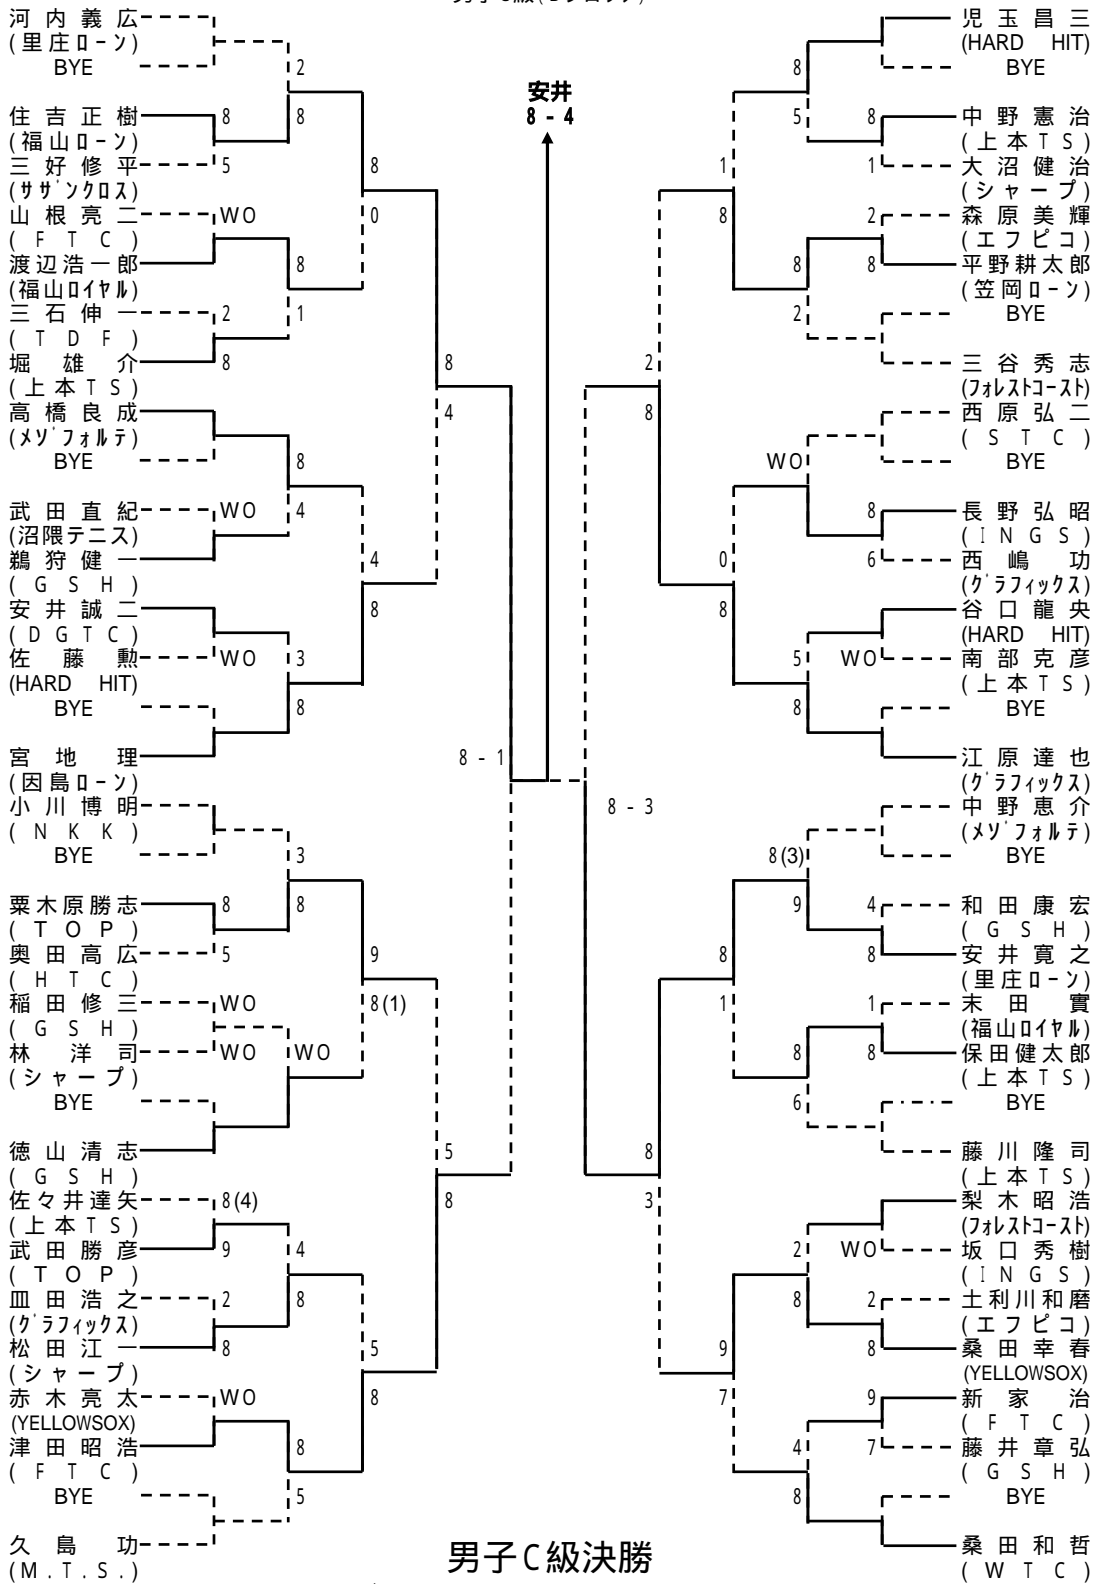 河内義広
(里庄ローン)
BYE
2
住吉正樹
8
8
(福山ローン)
三好修平
5
8
(サザンクロス)
山根亮二
WO
0
(FTC)
渡辺浩一郎
8
(福山ロイヤル)
三石伸一
2
1
(TDF)
堀雄介
8
8
(上本TS)
高橋良成
4
(メゾフォルテ)
BYE
8
武田直紀
WO
4
(沼隈テニス)
鵜狩健一
4
(GSH)
安井誠二
8
(DGTC)
佐藤勲
WO
3
(HARD HIT)
BYE
8
宮地理
8 - 1
(因島ローン)
小川博明
(NKK)
BYE
3
粟木原勝志
8
8
(TOP)
奥田高広
5
9
(HTC)
稲田修三
WO
8(1)
(GSH)
林洋司
WO
WO
(シャープ)
BYE
徳山清志
5
(GSH)
佐々井達矢
8(4)
8
(上本TS)
武田勝彦
9
4
(TOP)
皿田浩之
2
8
(グラフィックス)
松田江一
8
5
(シャープ)
赤木亮太
WO
8
(YELLOWSOX)
津田昭浩
8
(FTC)
BYE
5
久島功
(M.T.S.)
安井
8 - 4
児玉昌三
(HARD HIT)
8
BYE
5
8
中野憲治
(上本TS)
1
1
大沼健治
(シャープ)
8
2
森原美輝
(エフピコ)
8
8
平野耕太郎
(笠岡ローン)
2
BYE
2
三谷秀志
(フォレストコースト)
8
西原弘二
(STC)
WO
BYE
8
長野弘昭
(INGS)
0
6
西嶋功
(グラフィックス)
8
谷口龍央
(HARD HIT)
5
WO
南部克彦
(上本TS)
8
BYE
江原達也
(グラフィックス)
8 - 3
中野恵介
(メゾフォルテ)
8(3)
BYE
9
4
和田康宏
(GSH)
8
8
安井寛之
(里庄ローン)
1
1
末田實
(福山ロイヤル)
8
8
保田健太郎
(上本TS)
6
BYE
8
藤川隆司
(上本TS)
3
梨木昭浩
(フォレストコースト)
2
WO
坂口秀樹
(INGS)
8
2
土利川和磨
(エフピコ)
9
8
桑田幸春
(YELLOWSOX)
7
9
新家治
(FTC)
4
7
藤井章弘
(GSH)
8
BYE
桑田和哲
(WTC)
男子C級決勝